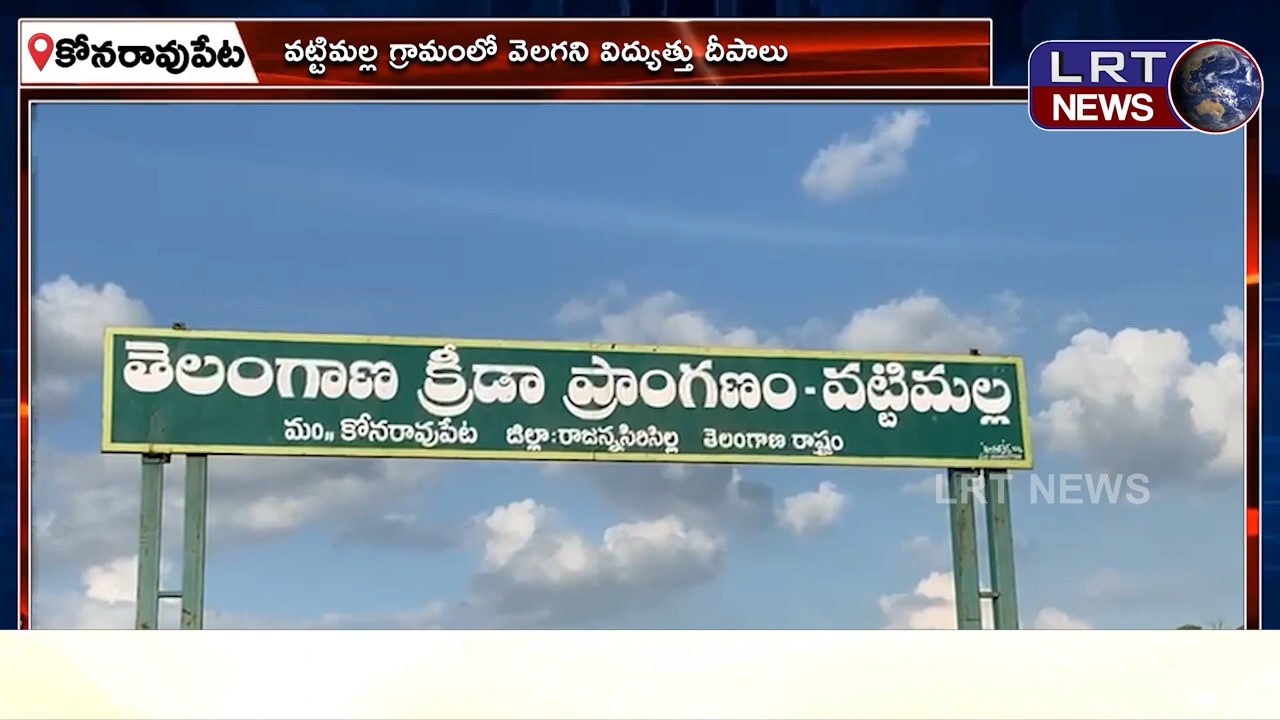 కోనరావుపేట
వట్టిమల్ల గ్రామంలో వెలగని విద్యుత్తు దీపాలు
LRT
NEWS
తెలంగాణ క్రీడా ప్రాంగణం - వట్టిమల్ల
మం,, కోనరావుపేట జిల్లా : రాజన్నసిరిసిల్ల తెలంగాణ రాష్ట్రం
LRT NEWS